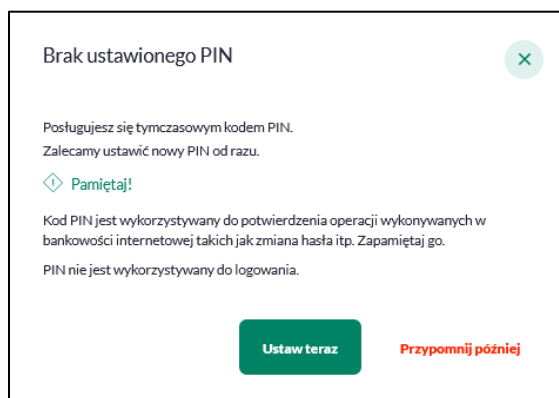 Brak ustawionego PIN
Posługujesz się tymczasowym kodem PIN.
Zalecamy ustawić nowy PIN od razu.
Pamiętaj!
Kod PIN jest wykorzystywany do potwierdzenia operacji wykonywanych w
bankowości internetowej takich jak zmiana hasła itp. Zapamiętaj go.
PIN nie jest wykorzystywany do logowania.
Ustaw teraz Przypomnij później